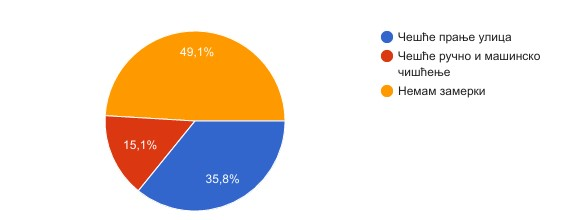 49,1%
15,1%
35,8%
Чешће прање улица
Чешће ручно и машинско
чишћење
Немам замерки